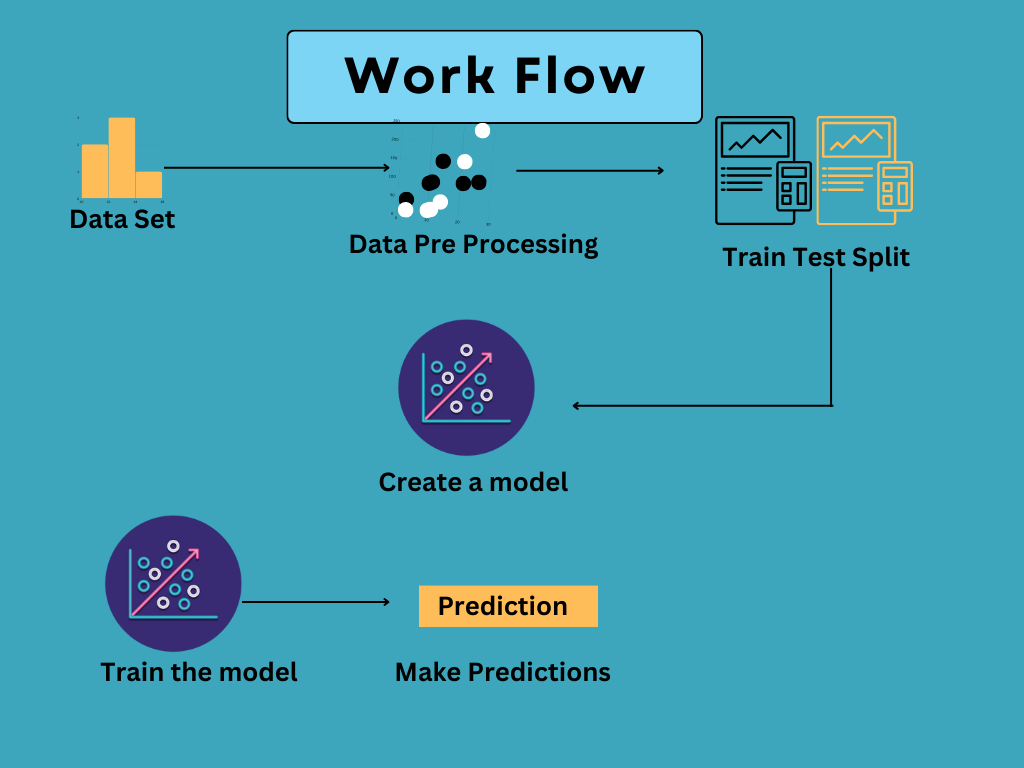 Work Flow
Data Set
Data Pre Processing
Train Test Split
Create a model
Train the model
Prediction
Make Predictions